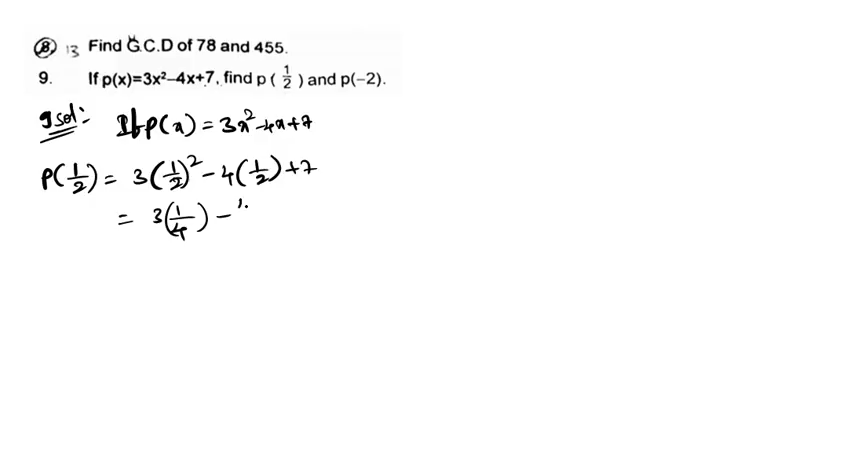 8. 13 Find G.C.D of 78 and 455.
9. If p(x)=3x²−4x+7, find p ( 1/2 ) and p(−2).
9 sol:- If p(x) = 3x² - 4x + 7
P(1/2) = 3(1/2)² - 4(1/2) + 7
= 3(1/4) -